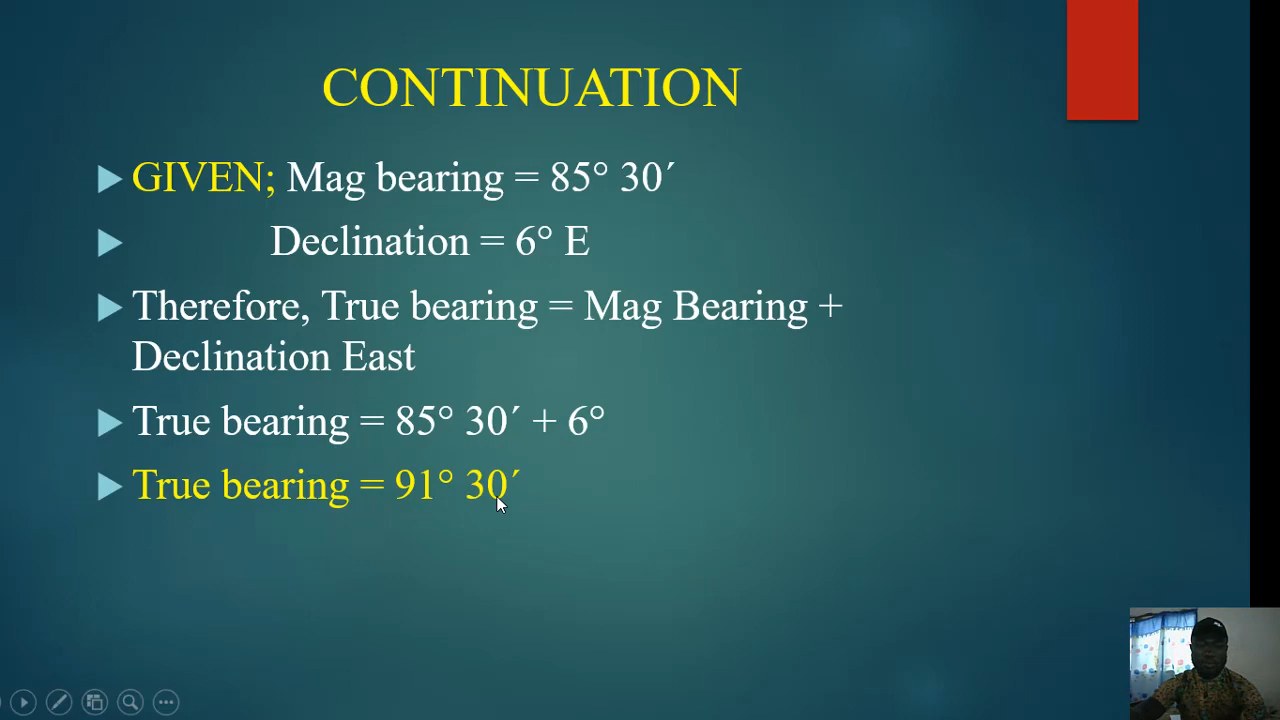 CONTINUATION
GIVEN; Mag bearing = 85° 30´
Declination = 6° E
Therefore, True bearing = Mag Bearing +
Declination East
True bearing = 85° 30´ + 6°
True bearing = 91° 30´